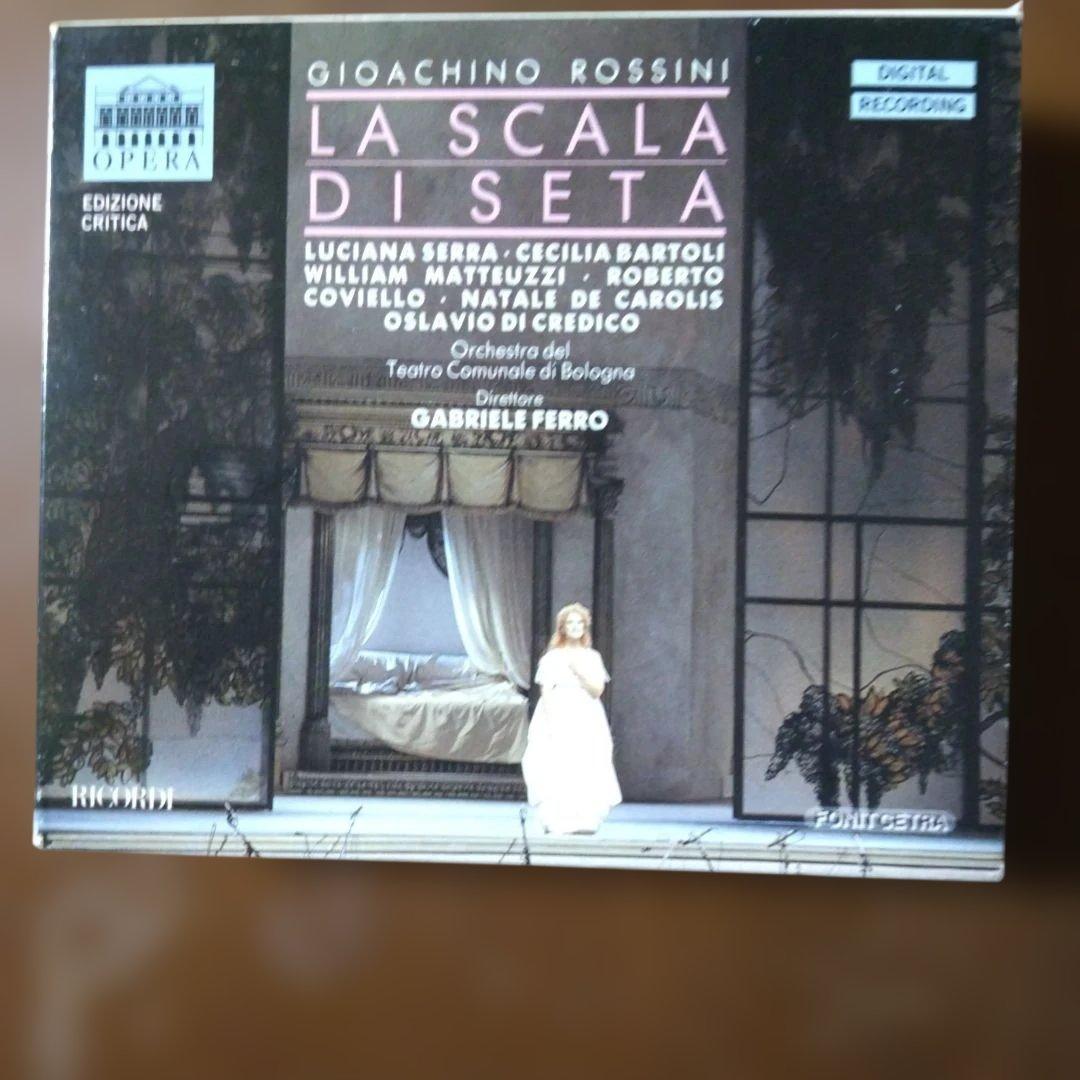 GIOACHINO ROSSINI
LA SCALA
DI SETA
DIGITAL
RECORDING
OPERA
EDIZIONE
CRITICA
LUCIANA SERRA · CECILIA BARTOLI
WILLIAM MATTEUZZI · ROBERTO
COVIELLO · NATALE DE CAROLIS
OSLAVIO DI CREDICO
Orchestra del
Teatro Comunale di Bologna
Direttore
GABRIELE FERRO
RICORDI
FONIT CETRA